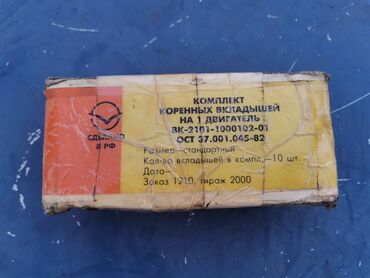 СДЕЛАНО
В РФ
КОМПЛЕКТ
КОРЕННЫХ ВКЛАДЫШЕЙ
НА 1 ДВИГАТЕЛЬ
ВК-2101-1000102-01
ОСТ 37.001.045-82
Размер—стандартный
Кол-во вкладышей в компл.—10 шт.
Дата—
Заказ 1210, тираж 2000